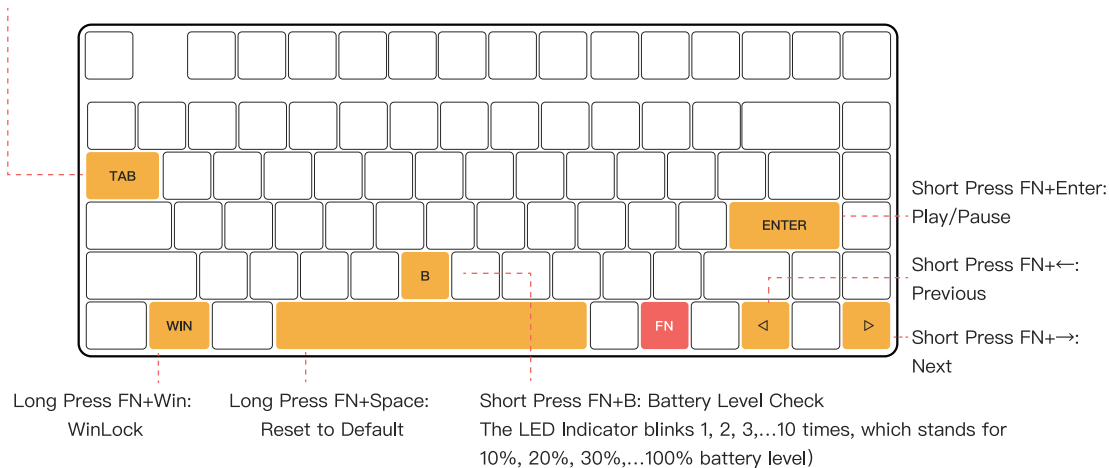 TAB
Short Press FN+Enter:
Play/Pause
ENTER
Short Press FN+←:
Previous
B
WIN
FN
◁
▷
Short Press FN+→:
Next
Long Press FN+Win:
WinLock
Long Press FN+Space:
Reset to Default
Short Press FN+B: Battery Level Check
The LED Indicator blinks 1, 2, 3,...10 times, which stands for
10%, 20%, 30%,...100% battery level)